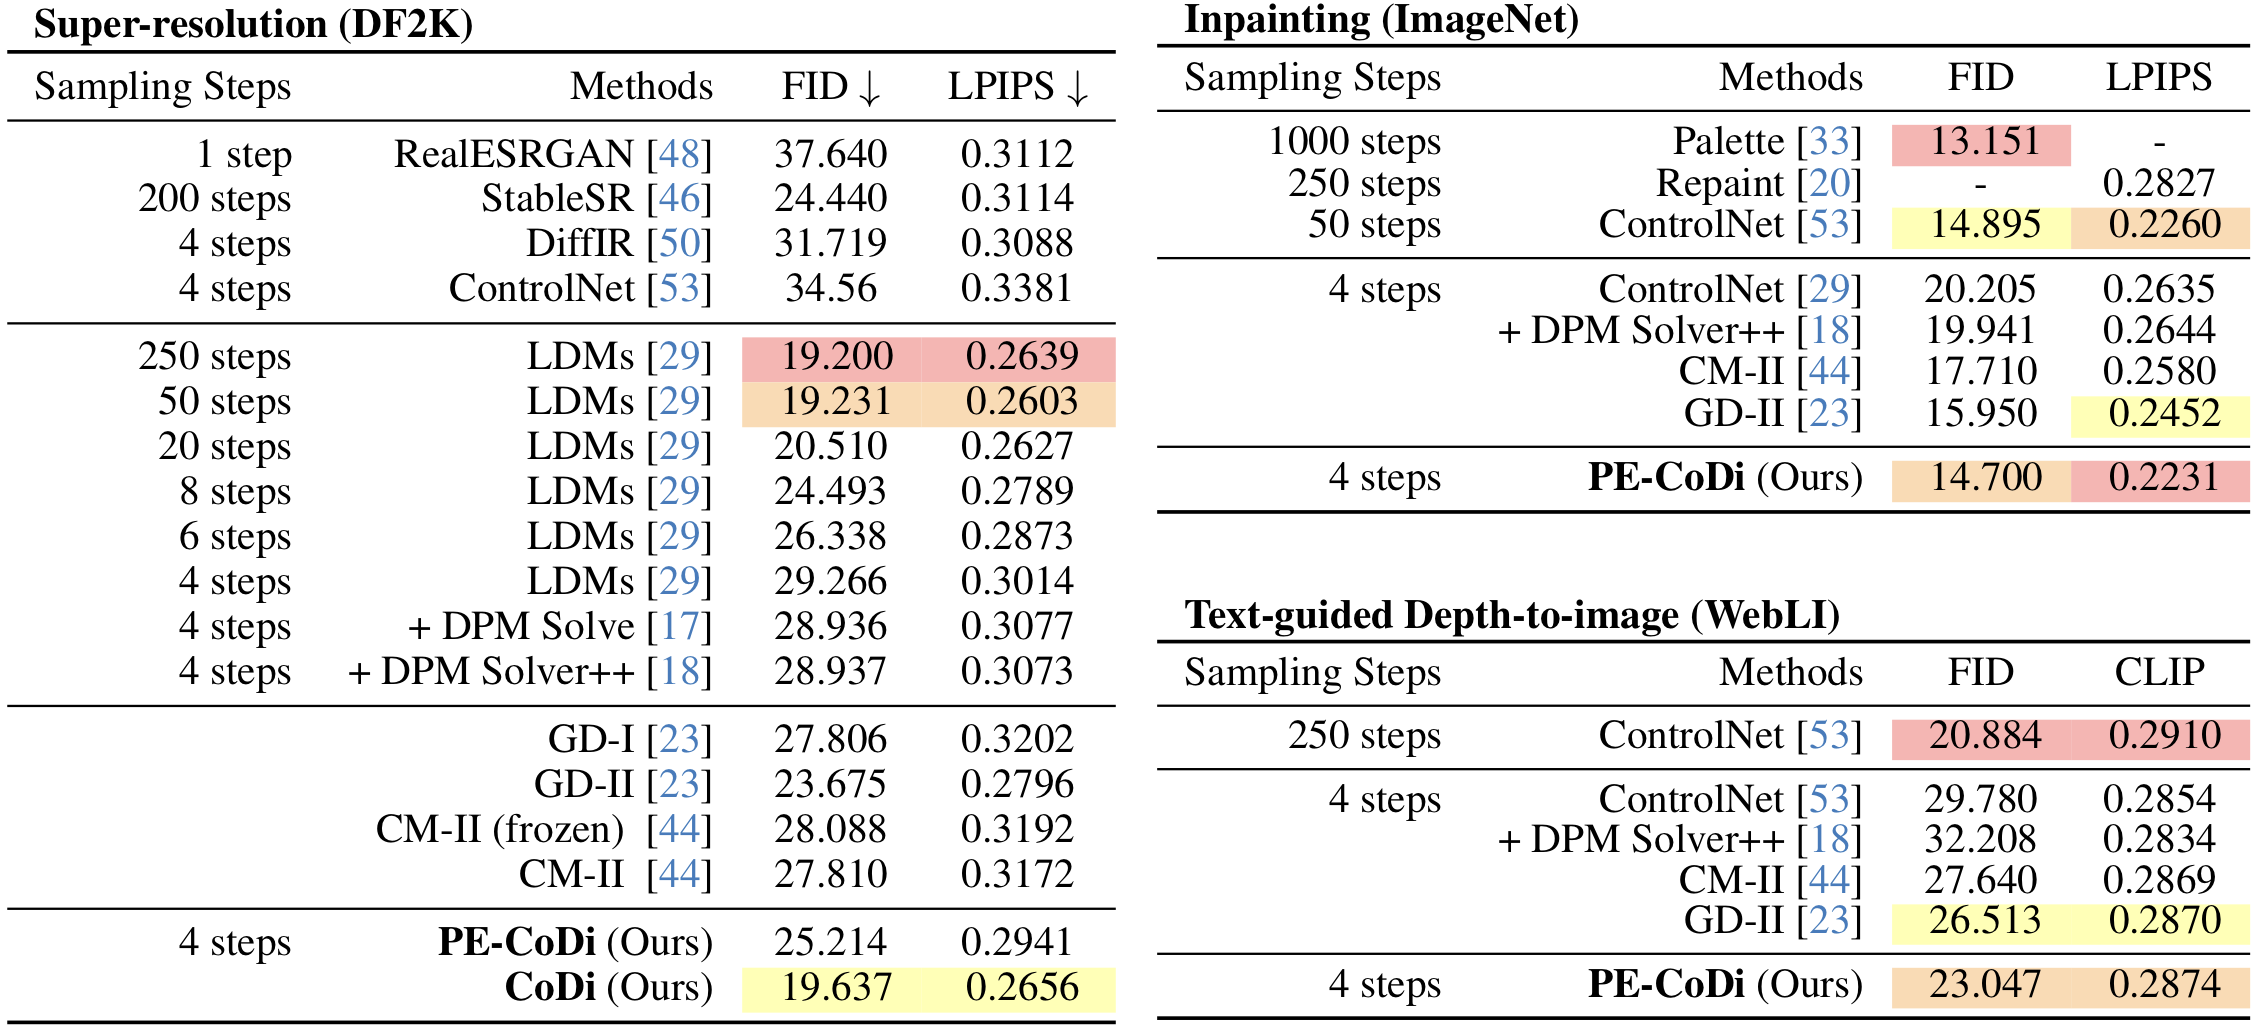 Super-resolution (DF2K)
Sampling Steps Methods FID ↓ LPIPS ↓
1 step RealESRGAN [48] 37.640 0.3112
200 steps StableSR [46] 24.440 0.3114
4 steps DiffIR [50] 31.719 0.3088
4 steps ControlNet [53] 34.56 0.3381
250 steps LDMs [29] 19.200 0.2639
50 steps LDMs [29] 19.231 0.2603
20 steps LDMs [29] 20.510 0.2627
8 steps LDMs [29] 24.493 0.2789
6 steps LDMs [29] 26.338 0.2873
4 steps LDMs [29] 29.266 0.3014
4 steps + DPM Solve [17] 28.936 0.3077
4 steps + DPM Solver++ [18] 28.937 0.3073
GD-I [23] 27.806 0.3202
GD-II [23] 23.675 0.2796
CM-II (frozen) [44] 28.088 0.3192
CM-II [44] 27.810 0.3172
4 steps PE-CoDi (Ours) 25.214 0.2941
CoDi (Ours) 19.637 0.2656
Inpainting (ImageNet)
Sampling Steps Methods FID LPIPS
1000 steps Palette [33] 13.151 -
250 steps Repaint [20] - 0.2827
50 steps ControlNet [53] 14.895 0.2260
4 steps ControlNet [29] 20.205 0.2635
+ DPM Solver++ [18] 19.941 0.2644
CM-II [44] 17.710 0.2580
GD-II [23] 15.950 0.2452
4 steps PE-CoDi (Ours) 14.700 0.2231
Text-guided Depth-to-image (WebLI)
Sampling Steps Methods FID CLIP
250 steps ControlNet [53] 20.884 0.2910
4 steps ControlNet [53] 29.780 0.2854
+ DPM Solver++ [18] 32.208 0.2834
CM-II [44] 27.640 0.2869
GD-II [23] 26.513 0.2870
4 steps PE-CoDi (Ours) 23.047 0.2874